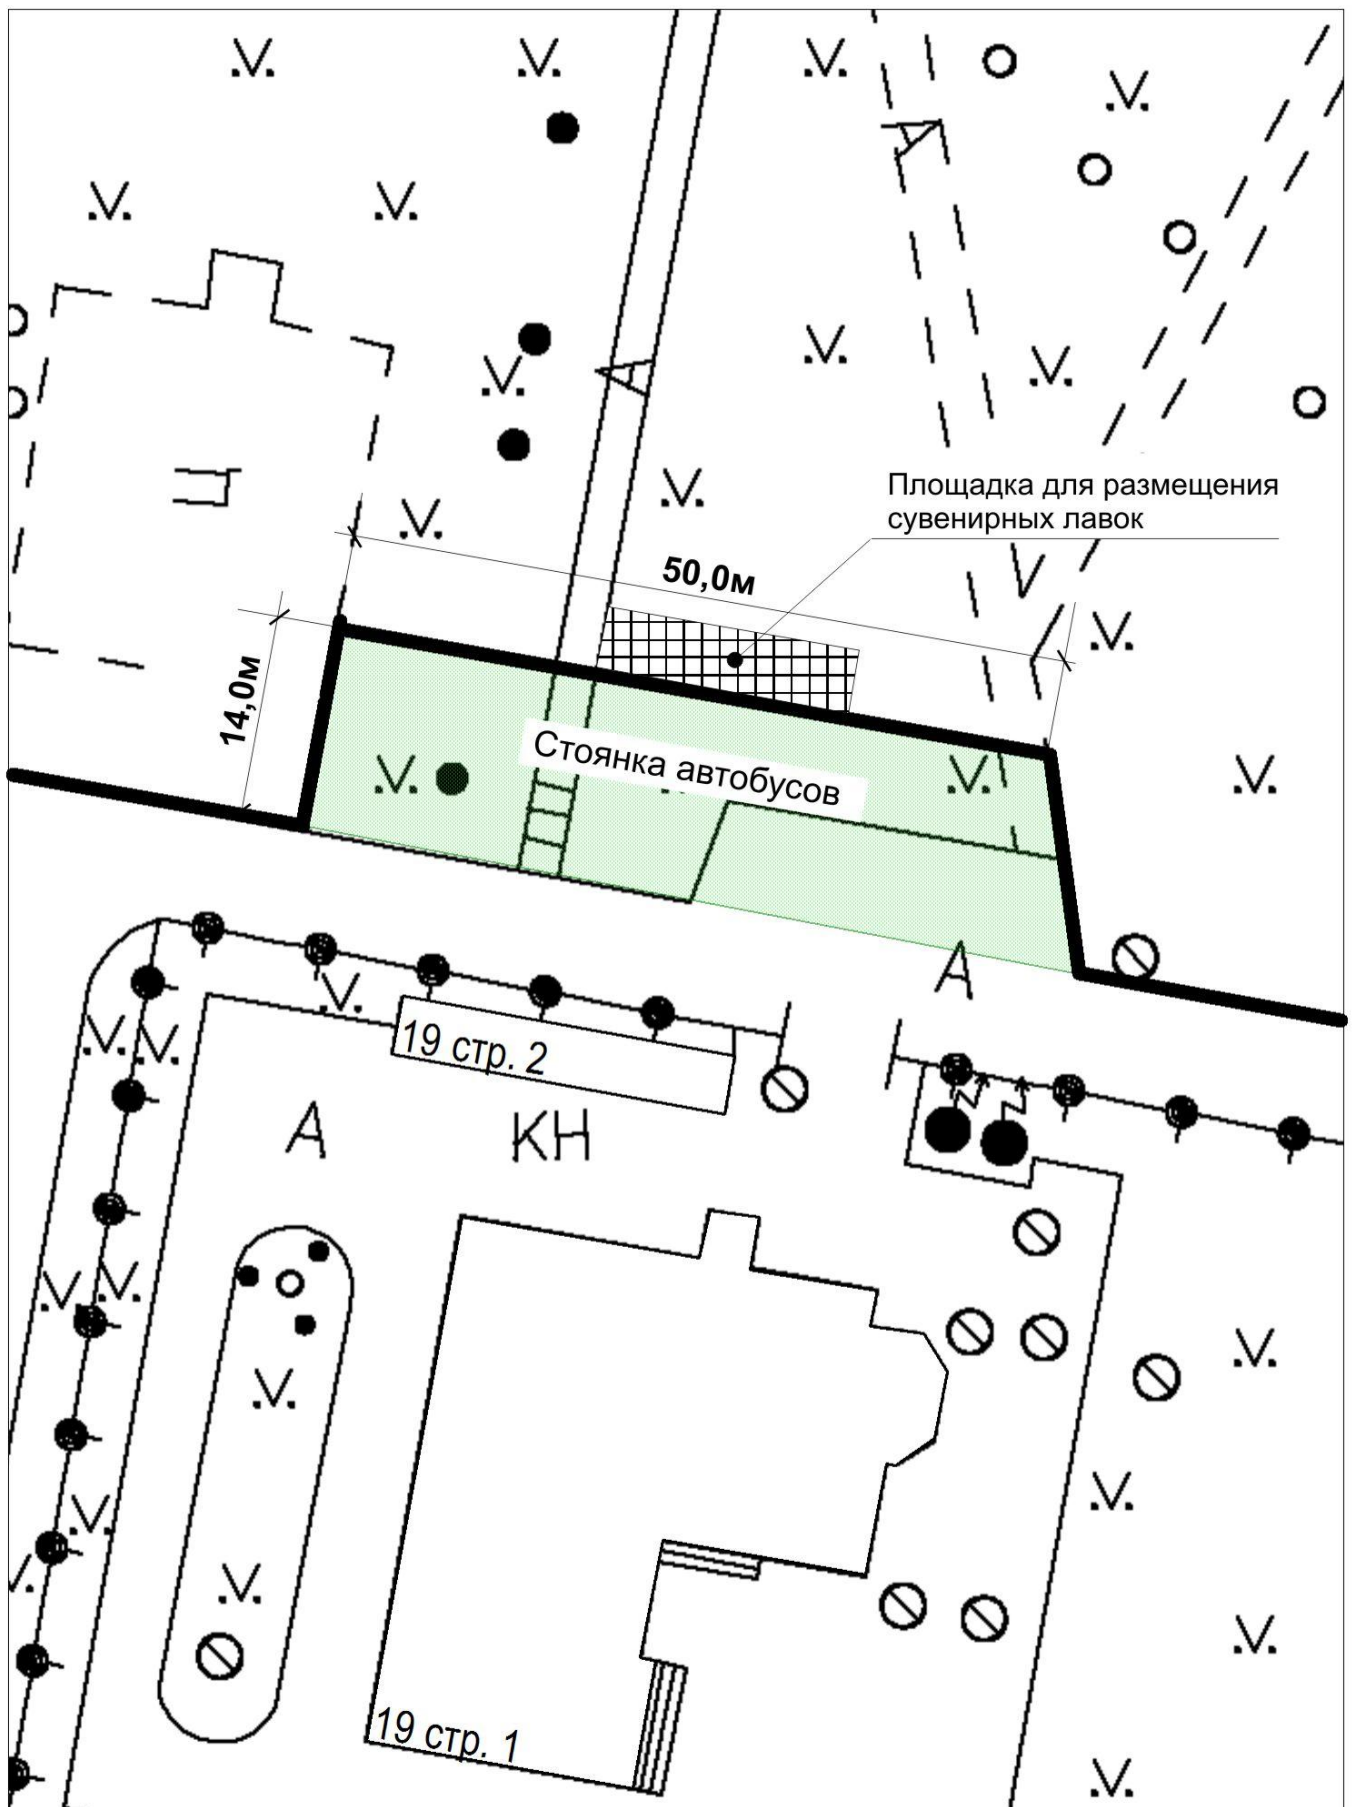 А
А
Ц
Площадка для размещения
сувенирных лавок
50,0м
14,0м
Стоянка автобусов
А
19 стр. 2
А
КН
19 стр. 1